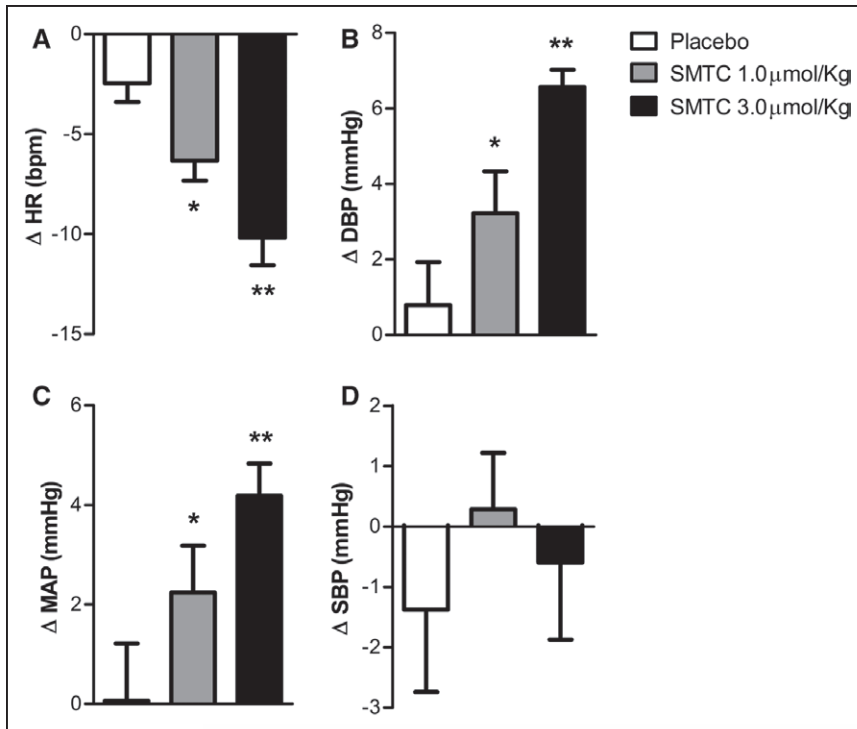 A
0
-5
-10
-15
Δ HR (bpm)
*
**
B
8
6
4
2
0
Δ DBP (mmHg)
*
**
Placebo
SMTC 1.0μmol/Kg
SMTC 3.0μmol/Kg
C
6
4
2
0
Δ MAP (mmHg)
*
**
D
2
1
0
-1
-2
-3
Δ SBP (mmHg)